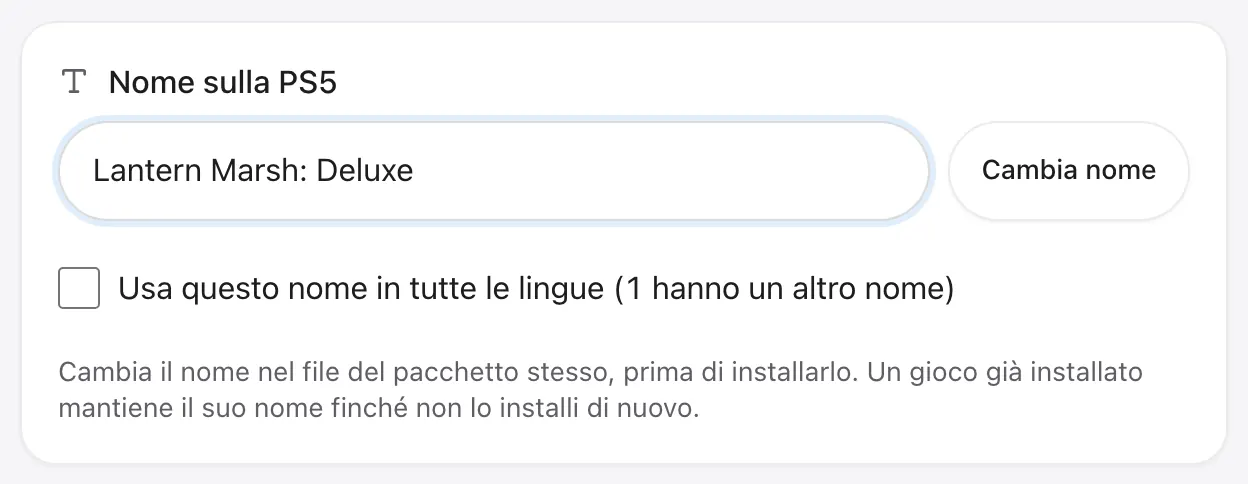 Nome sulla PS5
Lantern Marsh: Deluxe
Cambia nome
Usa questo nome in tutte le lingue (1 hanno un altro nome)
Cambia il nome nel file del pacchetto stesso, prima di installarlo. Un gioco già installato
mantiene il suo nome finché non lo installi di nuovo.